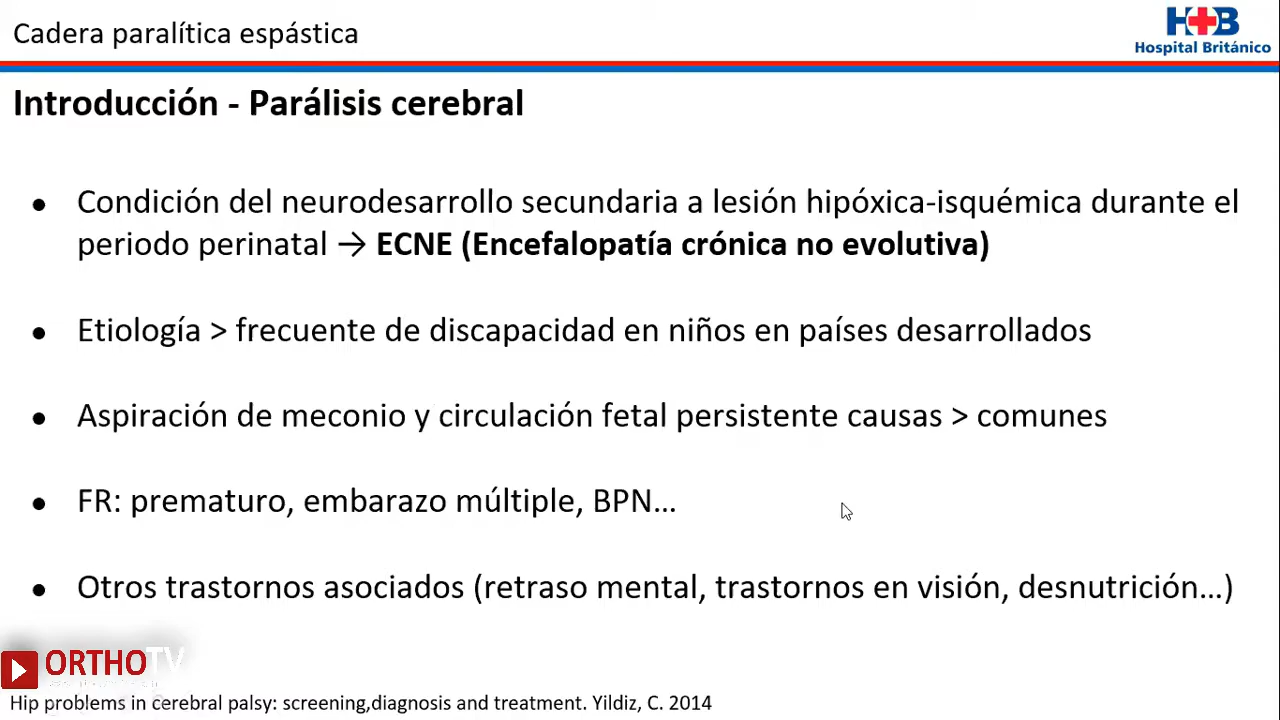 Cadera paralítica espástica
H+B
Hospital Británico
Introducción - Parálisis cerebral
● Condición del neurodesarrollo secundaria a lesión hipóxica-isquémica durante el
periodo perinatal → ECNE (Encefalopatía crónica no evolutiva)
● Etiología > frecuente de discapacidad en niños en países desarrollados
● Aspiración de meconio y circulación fetal persistente causas > comunes
● FR: prematuro, embarazo múltiple, BPN...
● Otros trastornos asociados (retraso mental, trastornos en visión, desnutrición...)
ORTHOTV
Hip problems in Cerebral palsy: screening,diagnosis and treatment. Yildiz, C. 2014